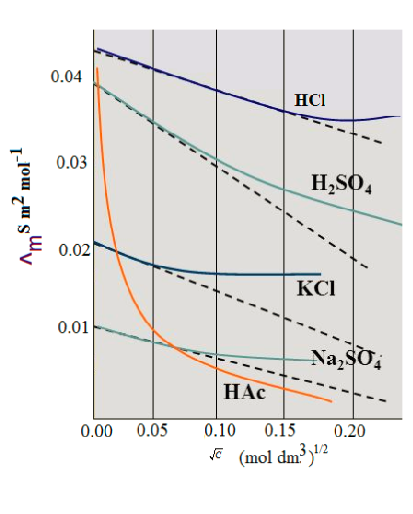 Λm S m² mol⁻¹
0.04
0.03
0.02
0.01
HCl
H₂SO₄
KCl
Na₂SO₄
HAc
0.00 0.05 0.10 0.15 0.20
√c (mol dm³)¹/²